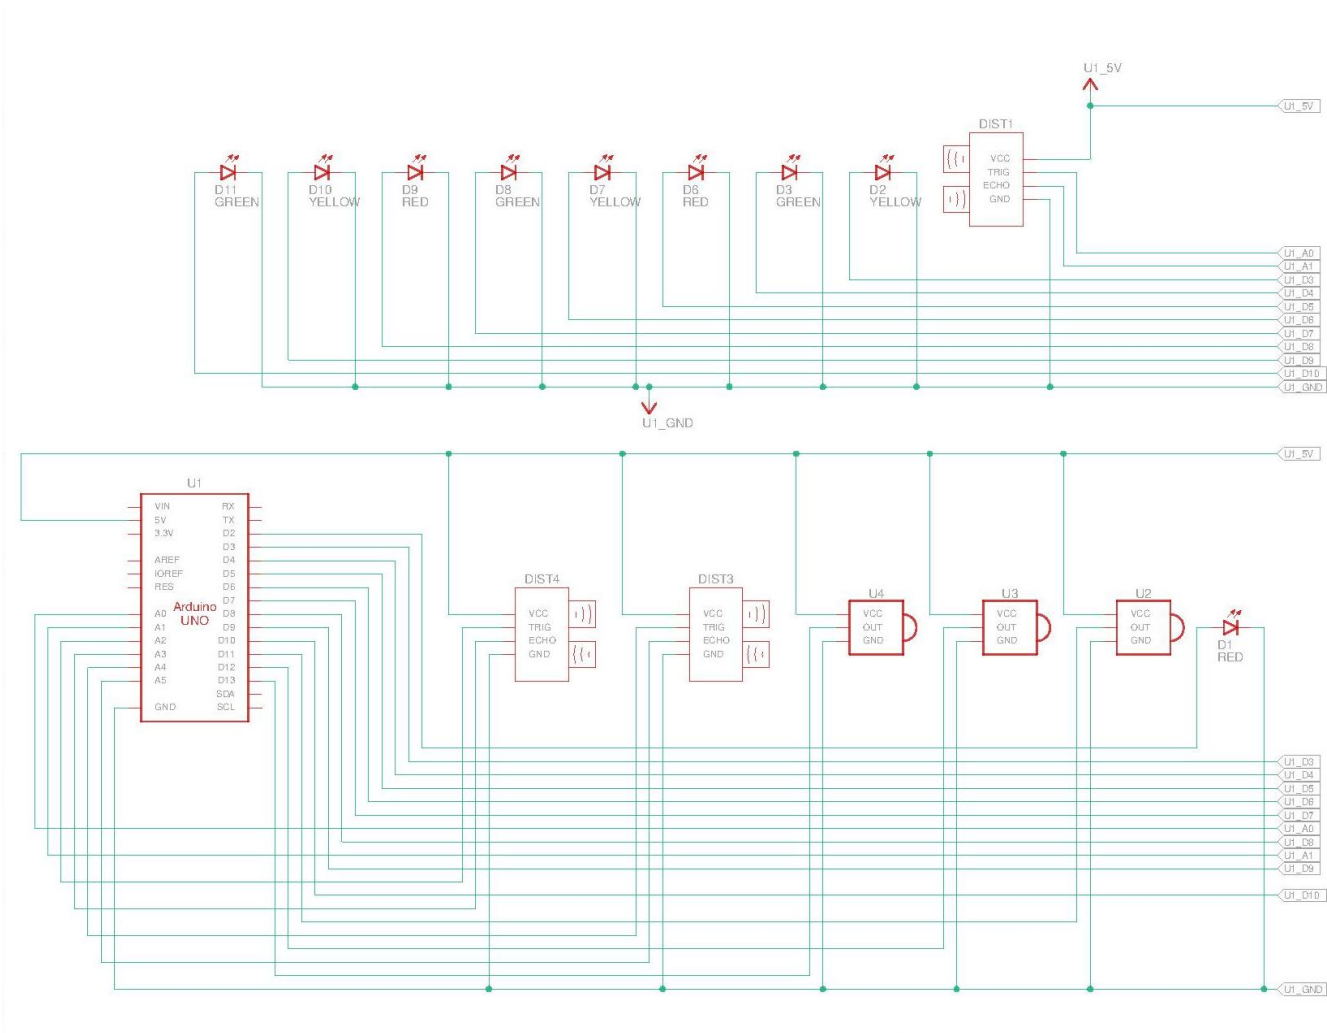 U1_5V
U1_5V
DIST1
VCC
TRIG
ECHO
GND
D11
GREEN
D10
YELLOW
D9
RED
D8
GREEN
D7
YELLOW
D6
RED
D3
GREEN
D2
YELLOW
U1_A0
U1_A1
U1_D3
U1_D4
U1_D5
U1_D6
U1_D7
U1_D8
U1_D9
U1_D10
U1_GND
U1_GND
U1_5V
U1
VIN
5V
3.3V
AREF
IOREF
RES
A0
A1
A2
A3
A4
A5
GND
Arduino
UNO
RX
TX
D2
D3
D4
D5
D6
D7
D8
D9
D10
D11
D12
D13
SDA
SCL
DIST4
VCC
TRIG
ECHO
GND
DIST3
VCC
TRIG
ECHO
GND
U4
VCC
OUT
GND
U3
VCC
OUT
GND
U2
VCC
OUT
GND
D1
RED
U1_D3
U1_D4
U1_D5
U1_D6
U1_D7
U1_A0
U1_D8
U1_A1
U1_D9
U1_D10
U1_GND